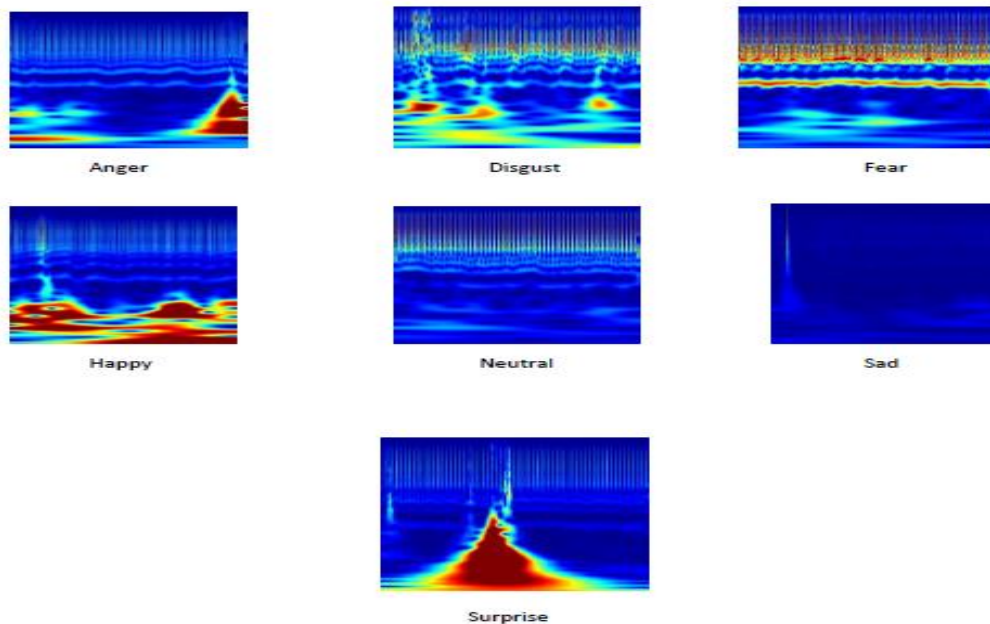 Anger
Disgust
Fear
Happy
Neutral
Sad
Surprise